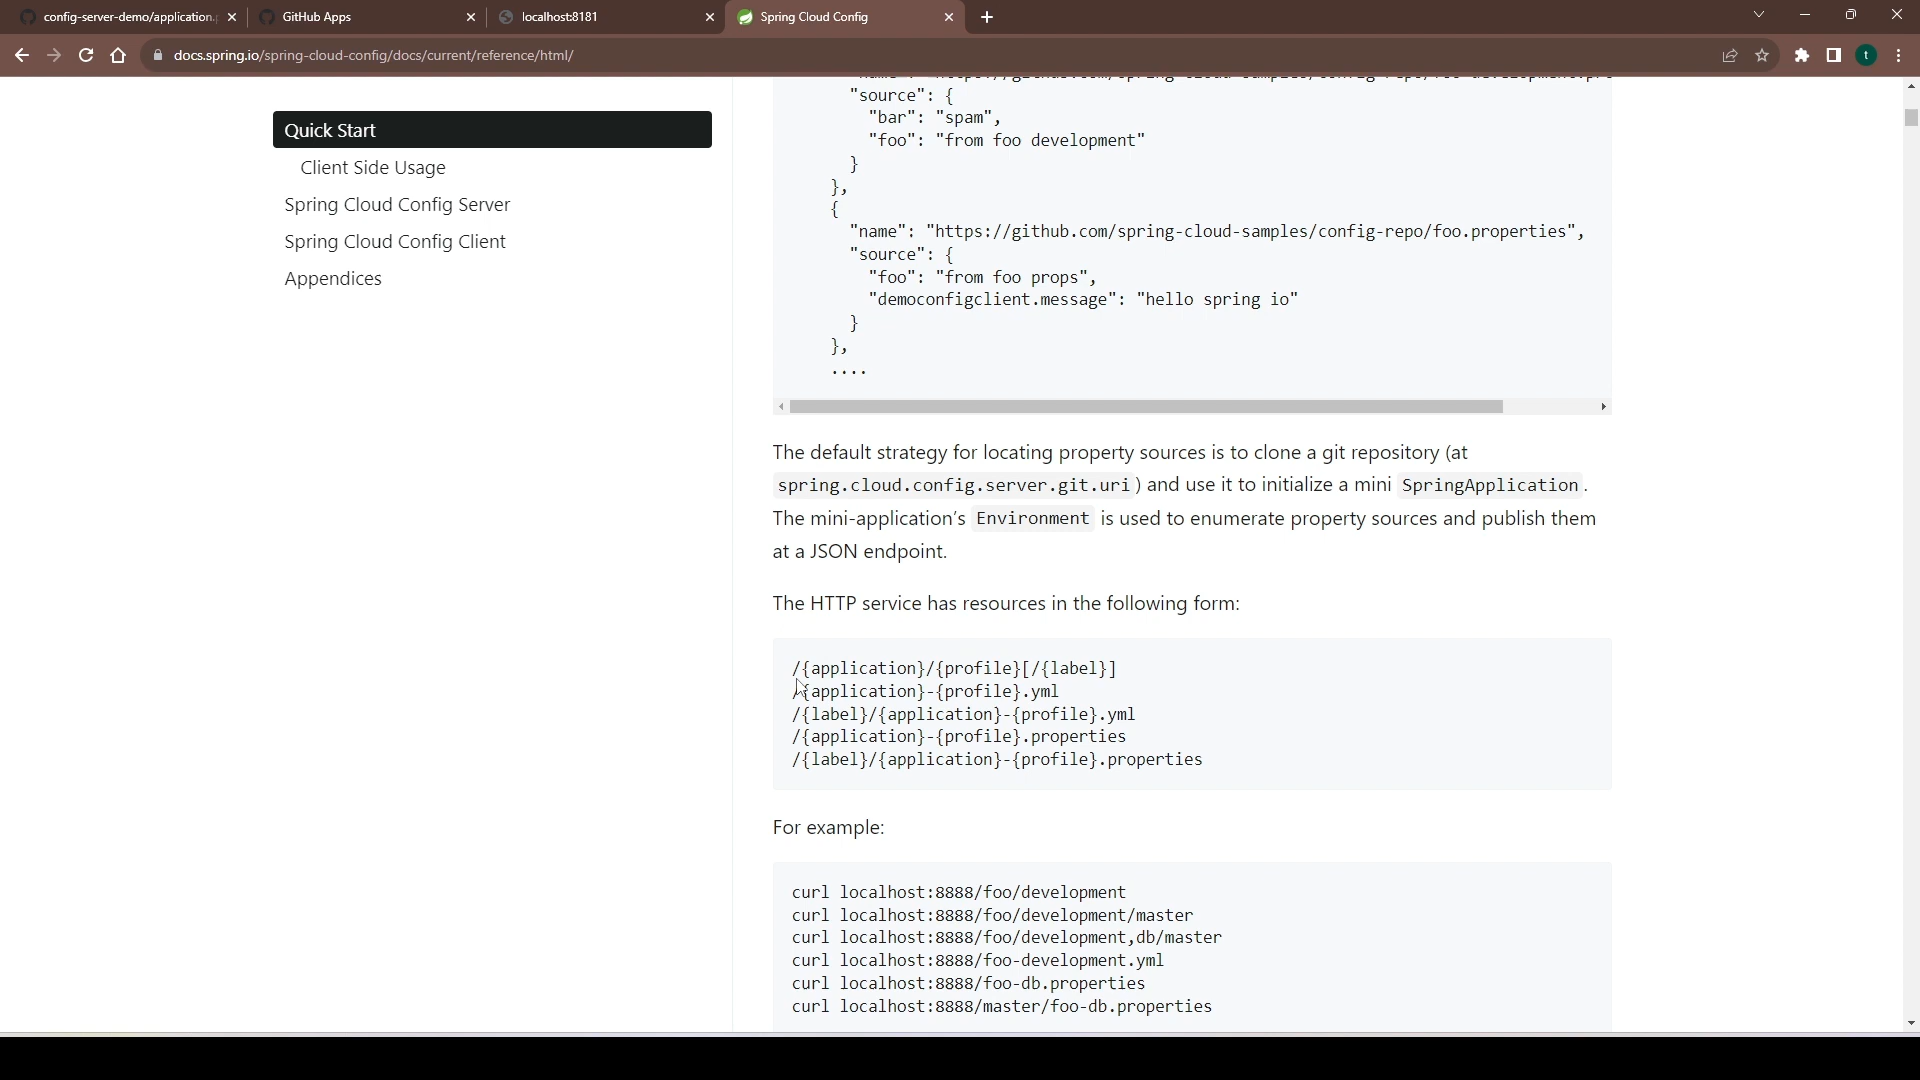 config-server-demo/application.
GitHub Apps
localhost:8181
Spring Cloud Config
docs.spring.io/spring-cloud-config/docs/current/reference/html/
t
Quick Start
Client Side Usage
Spring Cloud Config Server
Spring Cloud Config Client
Appendices
"source": {
"bar": "spam",
"foo": "from foo development"
}
},
{
"name": "https://github.com/spring-cloud-samples/config-repo/foo.properties",
"source": {
"foo": "from foo props",
"democonfigclient.message": "hello spring io"
}
},
....
The default strategy for locating property sources is to clone a git repository (at
spring.cloud.config.server.git.uri) and use it to initialize a mini SpringApplication.
The mini-application's Environment is used to enumerate property sources and publish them
at a JSON endpoint.
The HTTP service has resources in the following form:
/{application}/{profile}[/{label}]
/{application}-{profile}.yml
/{label}/{application}-{profile}.yml
/{application}-{profile}.properties
/{label}/{application}-{profile}.properties
For example:
curl localhost:8888/foo/development
curl localhost:8888/foo/development/master
curl localhost:8888/foo/development,db/master
curl localhost:8888/foo-development.yml
curl localhost:8888/foo-db.properties
curl localhost:8888/master/foo-db.properties